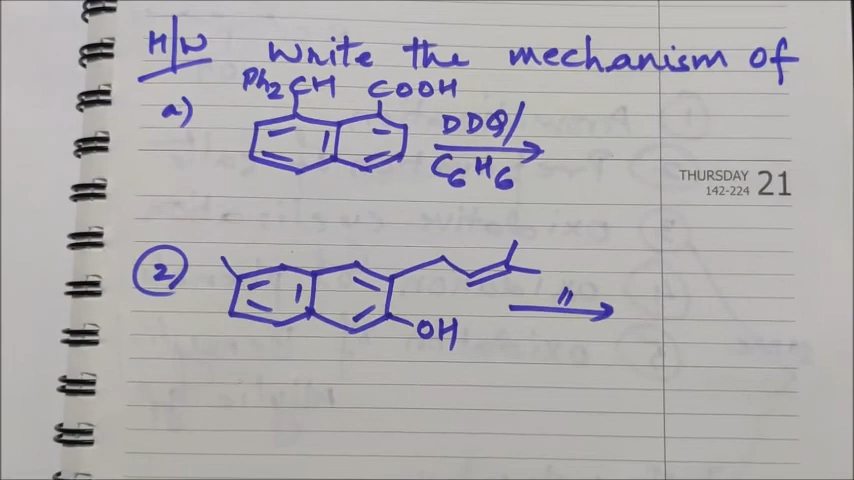 H/W Write the mechanism of
a) Ph2CH COOH DDQ/
C6H6
THURSDAY 21
142-224
2 "
OH